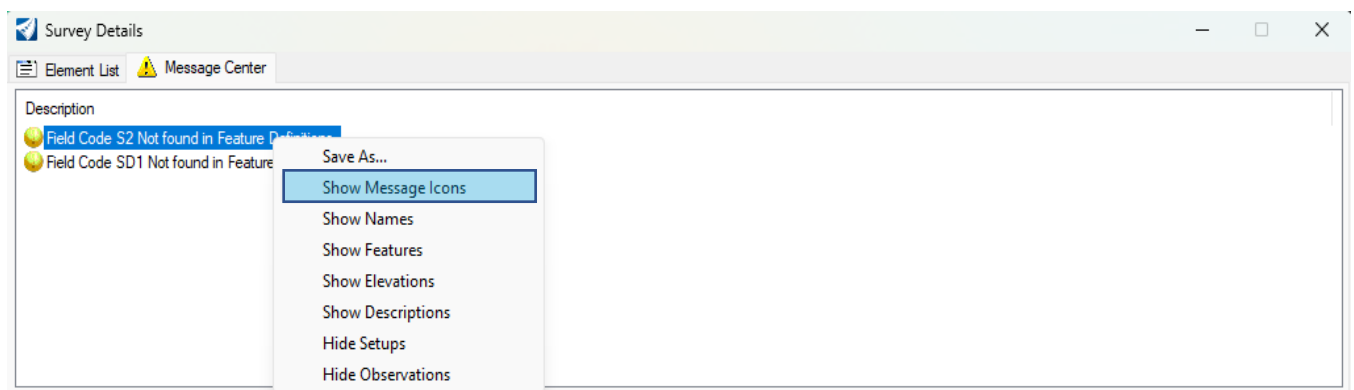 Survey Details
Element List Message Center
Description
Field Code S2 Not found in Feature
Field Code SD1 Not found in Feature
Save As...
Show Message Icons
Show Names
Show Features
Show Elevations
Show Descriptions
Hide Setups
Hide Observations